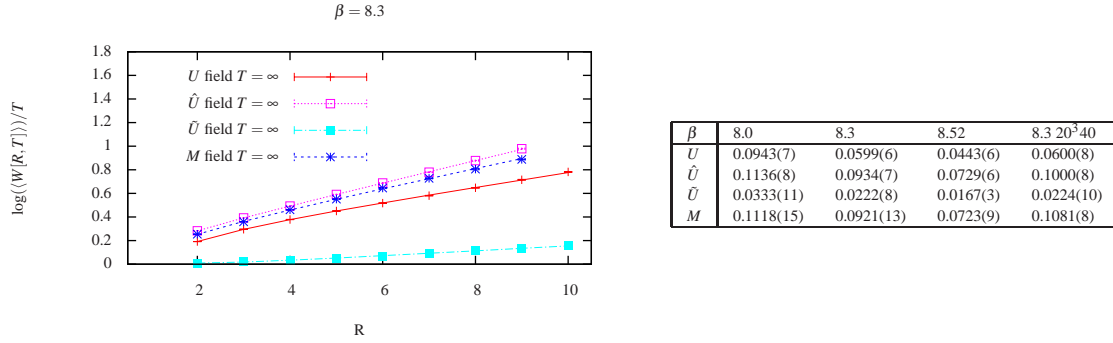 β = 8.3
log(⟨W[R,T]⟩)/T
1.8
1.6
1.4
1.2
1
0.8
0.6
0.4
0.2
0
U field T = ∞
Û field T = ∞
Ũ field T = ∞
M field T = ∞
2 4 6 8 10
R
β 8.0 8.3 8.52 8.3 20³40
U 0.0943(7) 0.0599(6) 0.0443(6) 0.0600(8)
Û 0.1136(8) 0.0934(7) 0.0729(6) 0.1000(8)
Ũ 0.0333(11) 0.0222(8) 0.0167(3) 0.0224(10)
M 0.1118(15) 0.0921(13) 0.0723(9) 0.1081(8)